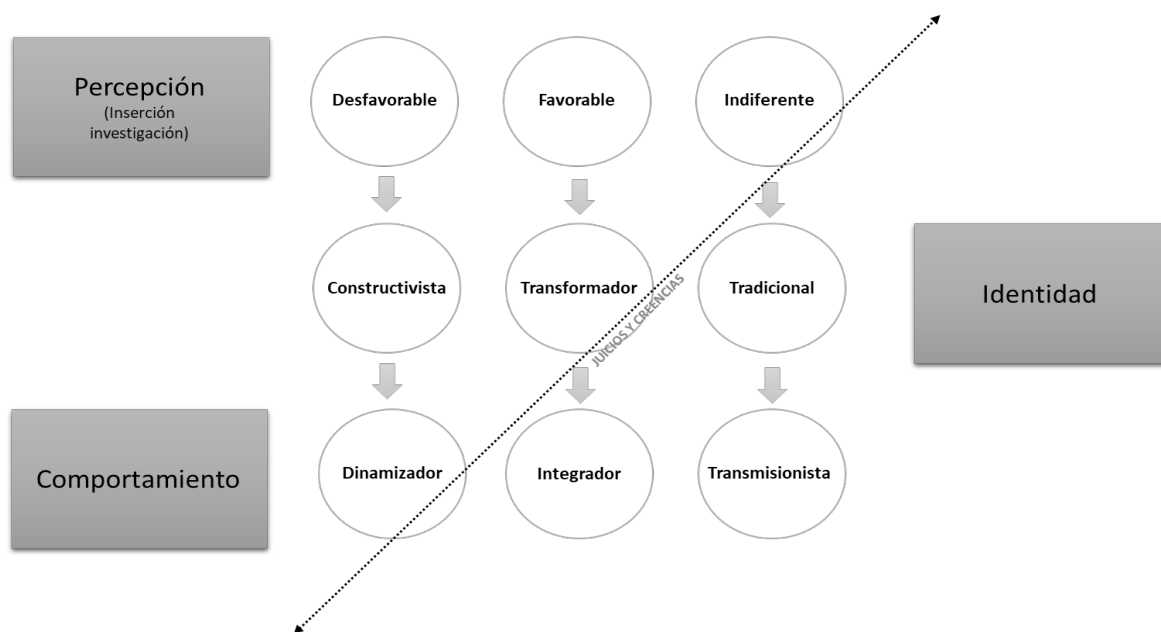 Percepción
(Inserción
investigación)
Desfavorable
Favorable
Indiferente
Constructivista
Transformador
Tradicional
JUICIOS Y CREENCIAS
Identidad
Comportamiento
Dinamizador
Integrador
Transmisionista